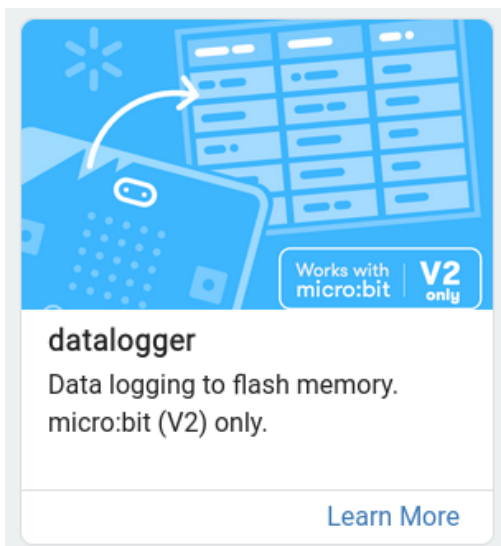 Works with
micro:bit
V2
only
datalogger
Data logging to flash memory.
micro:bit (V2) only.
Learn More